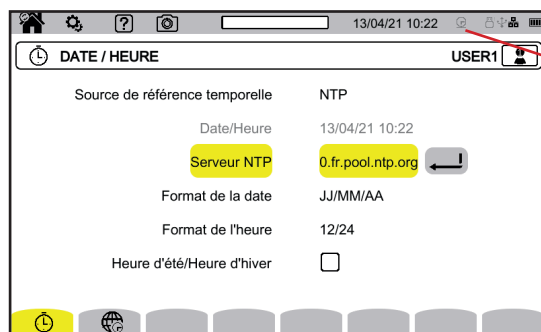 ? 13/04/21 10:22
DATE / HEURE USER1
Source de référence temporelle NTP
Date/Heure 13/04/21 10:22
Serveur NTP 0.fr.pool.ntp.org
Format de la date JJ/MM/AA
Format de l'heure 12/24
Heure d'été/Heure d'hiver